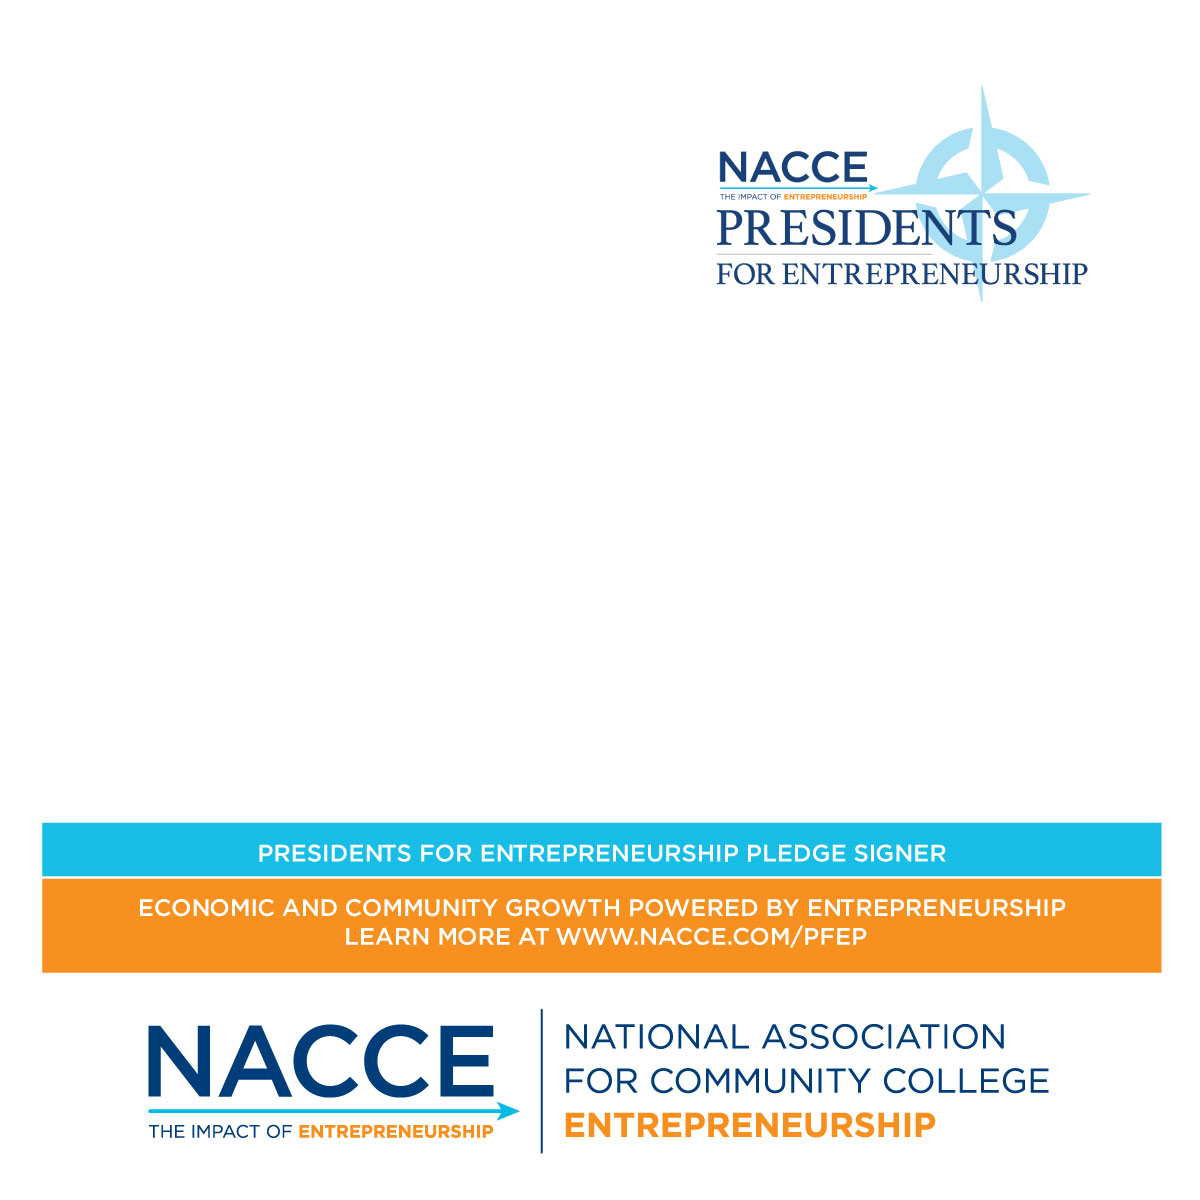 NACCE
THE IMPACT OF ENTREPRENEURSHIP
PRESIDENTS
FOR ENTREPRENEURSHIP
PRESIDENTS FOR ENTREPRENEURSHIP PLEDGE SIGNER
ECONOMIC AND COMMUNITY GROWTH POWERED BY ENTREPRENEURSHIP
LEARN MORE AT WWW.NACCE.COM/PFEP
NACCE
THE IMPACT OF ENTREPRENEURSHIP
NATIONAL ASSOCIATION
FOR COMMUNITY COLLEGE
ENTREPRENEURSHIP